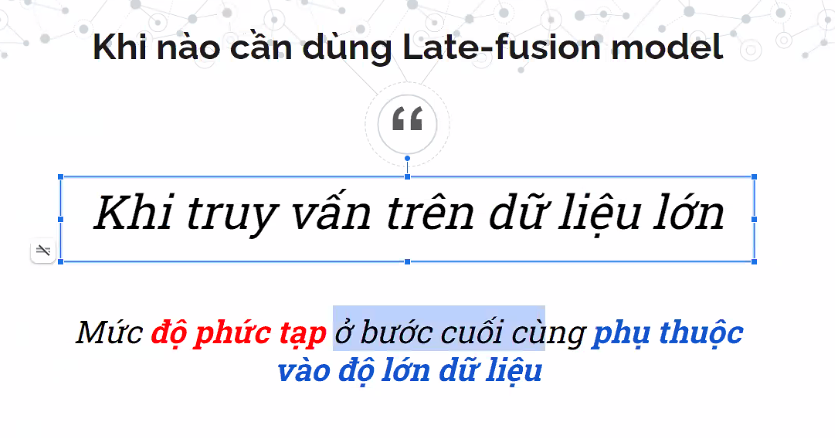 Khi nào cần dùng Late-fusion model
“
Khi truy vấn trên dữ liệu lớn
Mức độ phức tạp ở bước cuối cùng phụ thuộc
vào độ lớn dữ liệu